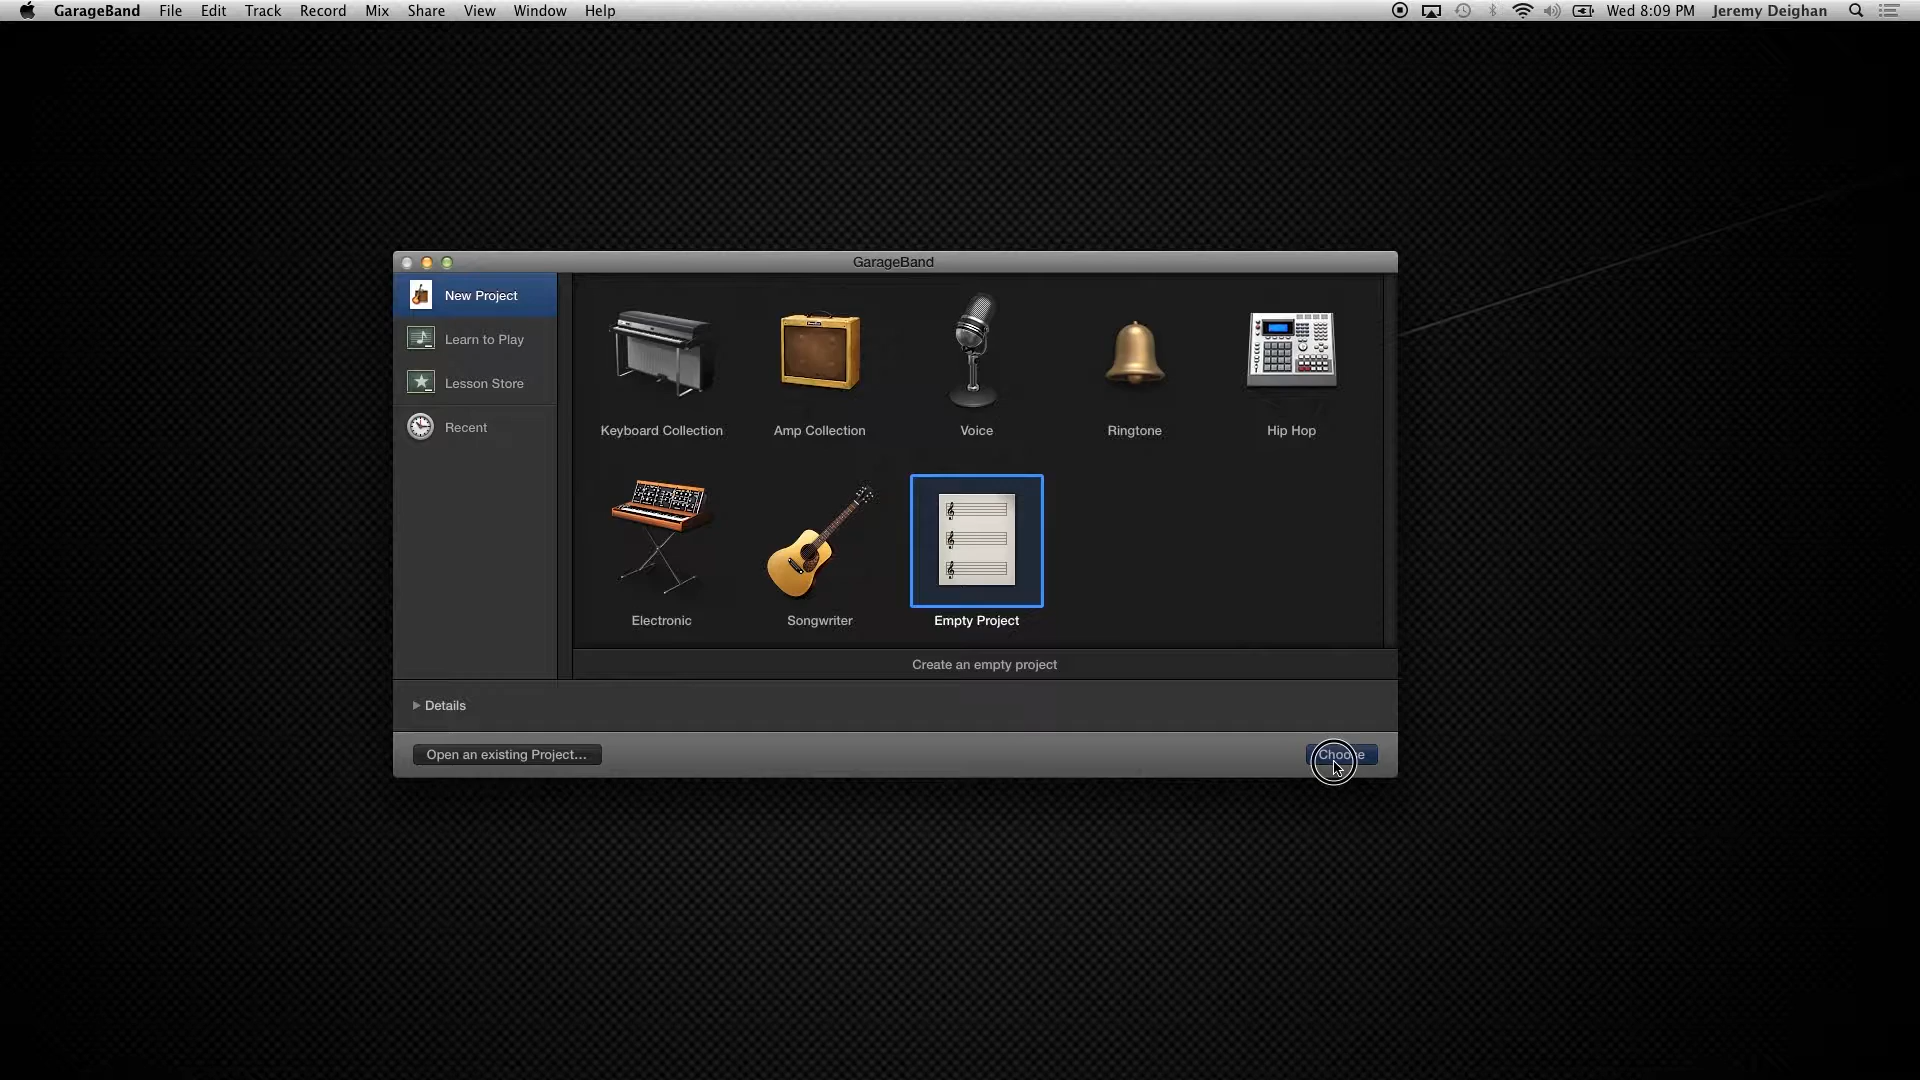 GarageBand File Edit Track Record Mix Share View Window Help Wed 8:09 PM Jeremy Deighan
GarageBand
New Project
Learn to Play
Lesson Store
Recent
Keyboard Collection Amp Collection Voice Ringtone Hip Hop
Electronic Songwriter Empty Project
Create an empty project
Details
Open an existing Project... Choose